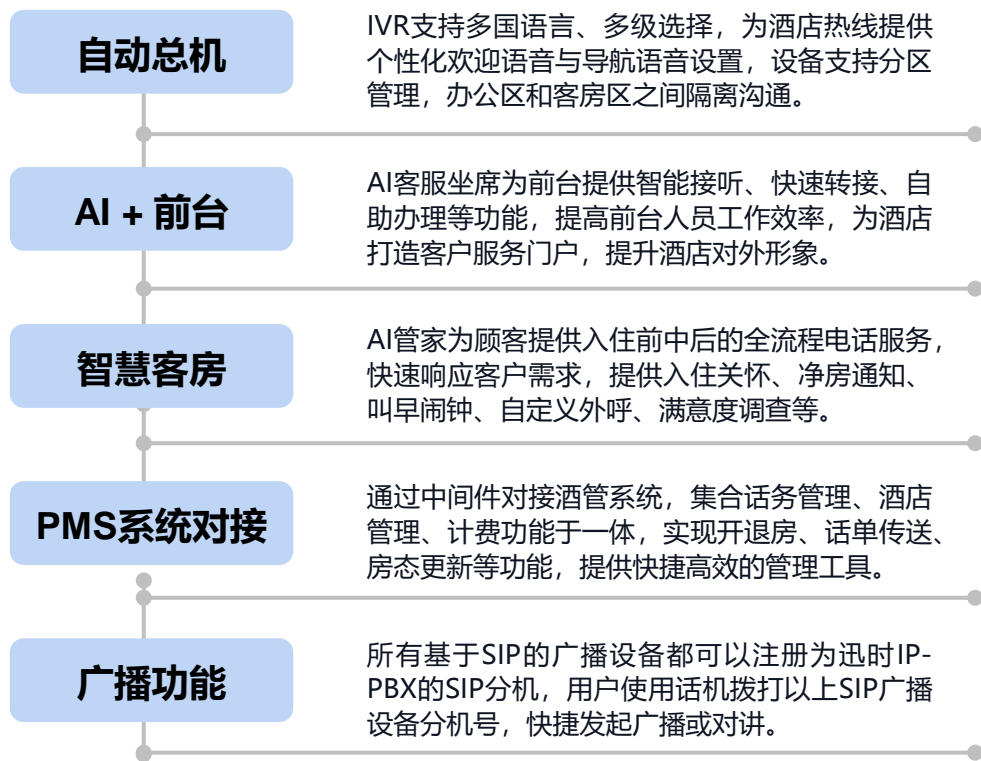 自动总机
IVR支持多国语言、多级选择，为酒店热线提供
个性化欢迎语音与导航语音设置，设备支持分区
管理，办公区和客房区之间隔离沟通。
AI + 前台
AI客服坐席为前台提供智能接听、快速转接、自
助办理等功能，提高前台人员工作效率，为酒店
打造客户服务门户，提升酒店对外形象。
智慧客房
AI管家为顾客提供入住前中后的全流程电话服务，
快速响应客户需求，提供入住关怀、净房通知、
叫早闹钟、自定义外呼、满意度调查等。
PMS系统对接
通过中间件对接酒管系统，集合话务管理、酒店
管理、计费功能于一体，实现开退房、话单传送、
房态更新等功能，提供快捷高效的管理工具。
广播功能
所有基于SIP的广播设备都可以注册为迅时IP-
PBX的SIP分机，用户使用话机拨打以上SIP广播
设备分机号，快捷发起广播或对讲。